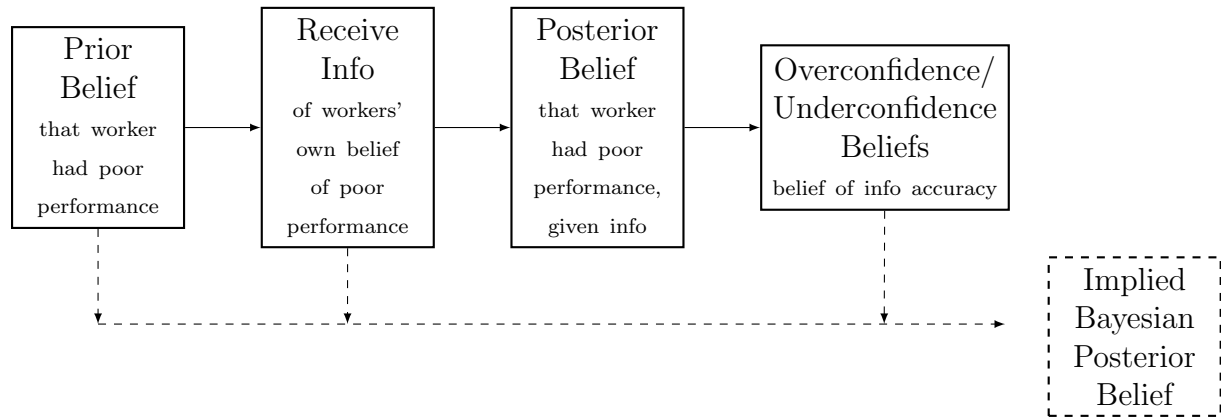 Prior
Belief
that worker
had poor
performance
Receive
Info
of workers'
own belief
of poor
performance
Posterior
Belief
that worker
had poor
performance,
given info
Overconfidence/
Underconfidence
Beliefs
belief of info accuracy
Implied
Bayesian
Posterior
Belief